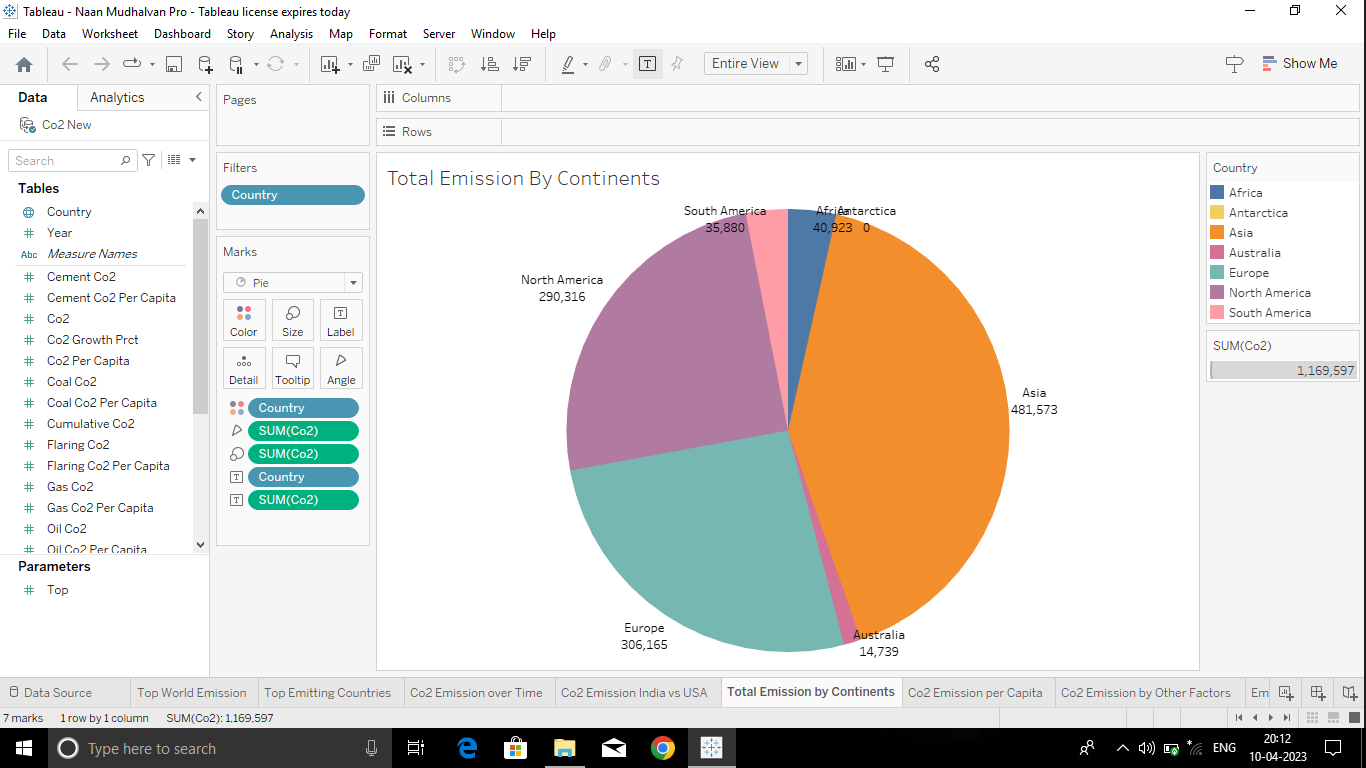 Tableau - Naan Mudhalvan Pro - Tableau license expires today
File Data Worksheet Dashboard Story Analysis Map Format Server Window Help
Entire View
Show Me
Data Analytics
Co2 New
Search
Tables
Country
Year
Abc Measure Names
Cement Co2
Cement Co2 Per Capita
Co2
Co2 Growth Prct
Co2 Per Capita
Coal Co2
Coal Co2 Per Capita
Cumulative Co2
Flaring Co2
Flaring Co2 Per Capita
Gas Co2
Gas Co2 Per Capita
Oil Co2
Oil Co2 Per Capita
Parameters
Top
Pages
Filters
Country
Marks
Pie
Color Size Label
Detail Tooltip Angle
Country
SUM(Co2)
SUM(Co2)
Country
SUM(Co2)
Columns
Rows
Total Emission By Continents
South America
35,880
Africa
40,923
Antarctica
0
North America
290,316
Asia
481,573
Europe
306,165
Australia
14,739
Country
Africa
Antarctica
Asia
Australia
Europe
North America
South America
SUM(Co2)
1,169,597
Data Source Top World Emission Top Emitting Countries Co2 Emission over Time Co2 Emission India vs USA Total Emission by Continents Co2 Emission per Capita Co2 Emission by Other Factors Em
7 marks 1 row by 1 column SUM(Co2): 1,169,597
Type here to search
ENG
20:12
10-04-2023